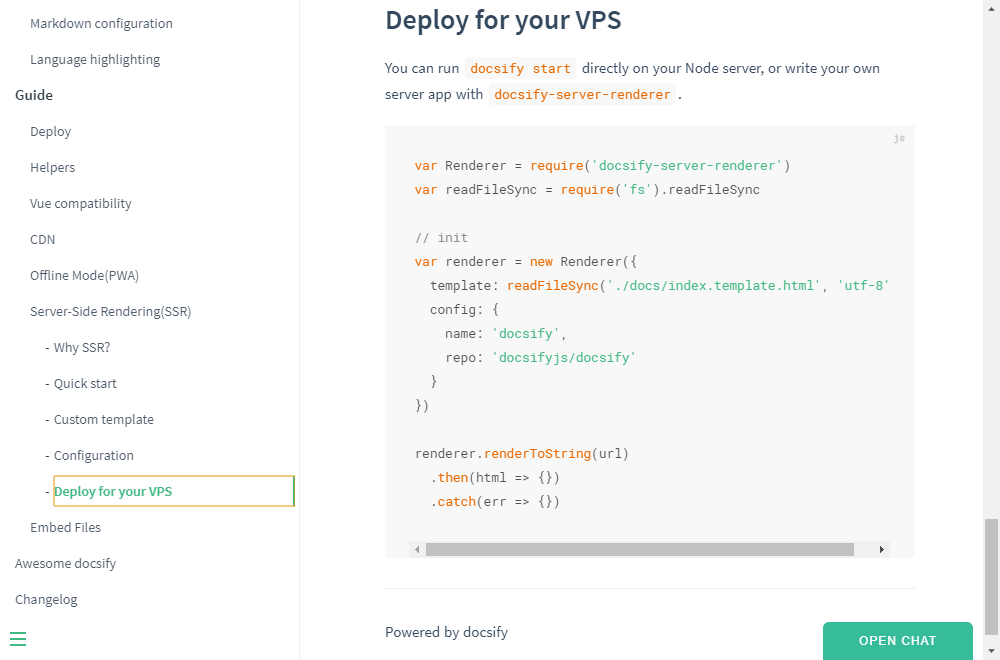 Markdown configuration
Language highlighting
Guide
Deploy
Helpers
Vue compatibility
CDN
Offline Mode(PWA)
Server-Side Rendering(SSR)
- Why SSR?
- Quick start
- Custom template
- Configuration
- Deploy for your VPS
Embed Files
Awesome docsify
Changelog
Deploy for your VPS
You can run docsify start directly on your Node server, or write your own
server app with docsify-server-renderer .
js
var Renderer = require('docsify-server-renderer')
var readFileSync = require('fs').readFileSync
// init
var renderer = new Renderer({
  template: readFileSync('./docs/index.template.html', 'utf-8'
  config: {
    name: 'docsify',
    repo: 'docsifyjs/docsify'
  }
})
renderer.renderToString(url)
  .then(html => {})
  .catch(err => {})
Powered by docsify
OPEN CHAT